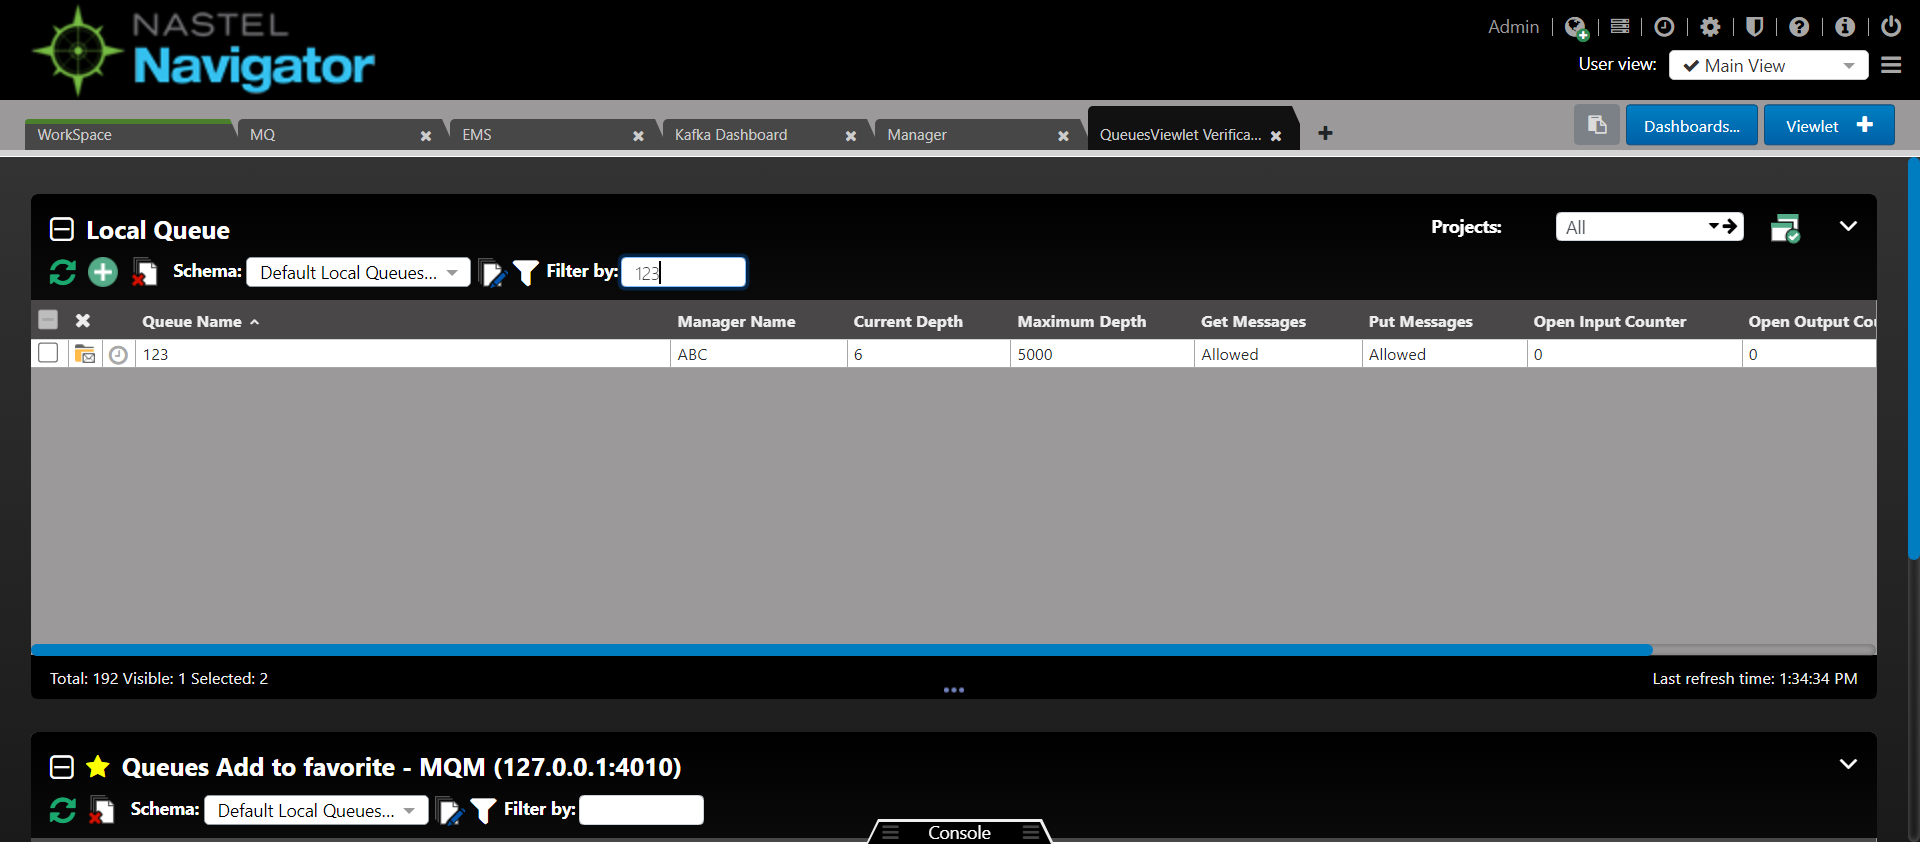 NASTEL
Navigator
Admin
User view: Main View
WorkSpace MQ EMS Kafka Dashboard Manager QueuesViewlet Verifica...
Dashboards... Viewlet
Local Queue
Projects: All
Schema: Default Local Queues... Filter by: 123
Queue Name Manager Name Current Depth Maximum Depth Get Messages Put Messages Open Input Counter Open Output Cou
123 ABC 6 5000 Allowed Allowed 0 0
Total: 192 Visible: 1 Selected: 2
Last refresh time: 1:34:34 PM
Queues Add to favorite - MQM (127.0.0.1:4010)
Schema: Default Local Queues... Filter by:
Console